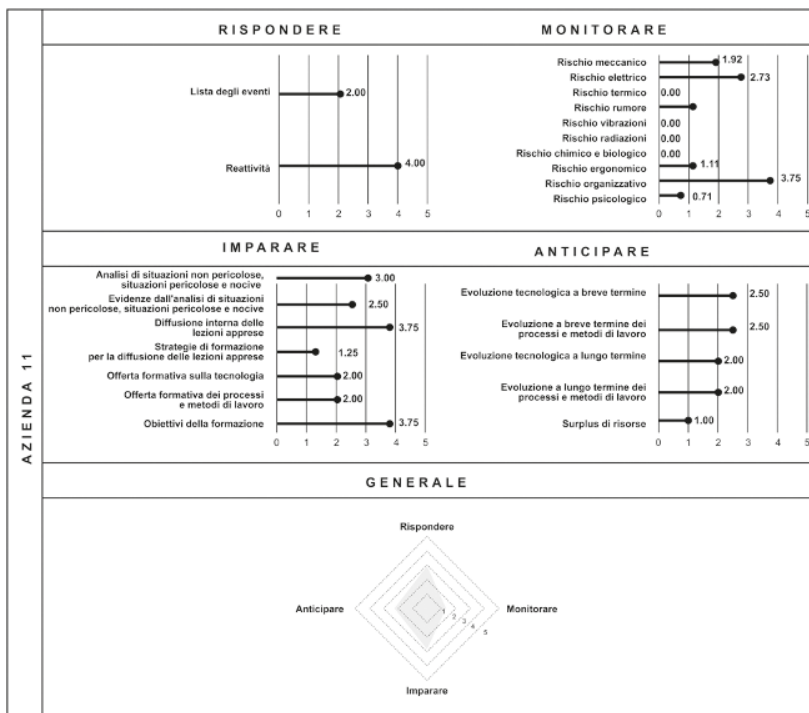 AZIENDA 11
RISPONDERE
Lista degli eventi
2.00
Reattività
4.00
0 1 2 3 4 5
MONITORARE
Rischio meccanico
1.92
Rischio elettrico
2.73
Rischio termico
0.00
Rischio rumore
Rischio vibrazioni
0.00
Rischio radiazioni
0.00
Rischio chimico e biologico
0.00
Rischio ergonomico
1.11
Rischio organizzativo
3.75
Rischio psicologico
0.71
0 1 2 3 4 5
IMPARARE
Analisi di situazioni non pericolose,
situazioni pericolose e nocive
3.00
Evidenze dall'analisi di situazioni
non pericolose, situazioni pericolose e nocive
2.50
Diffusione interna delle
lezioni apprese
3.75
Strategie di formazione
per la diffusione delle lezioni apprese
1.25
Offerta formativa sulla tecnologia
2.00
Offerta formativa dei processi
e metodi di lavoro
2.00
Obiettivi della formazione
3.75
0 1 2 3 4 5
ANTICIPARE
Evoluzione tecnologica a breve termine
2.50
Evoluzione a breve termine dei
processi e metodi di lavoro
2.50
Evoluzione tecnologica a lungo termine
2.00
Evoluzione a lungo termine dei
processi e metodi di lavoro
2.00
Surplus di risorse
1.00
0 1 2 3 4 5
GENERALE
Rispondere
Anticipare
Monitorare
1 2 3 4 5
Imparare